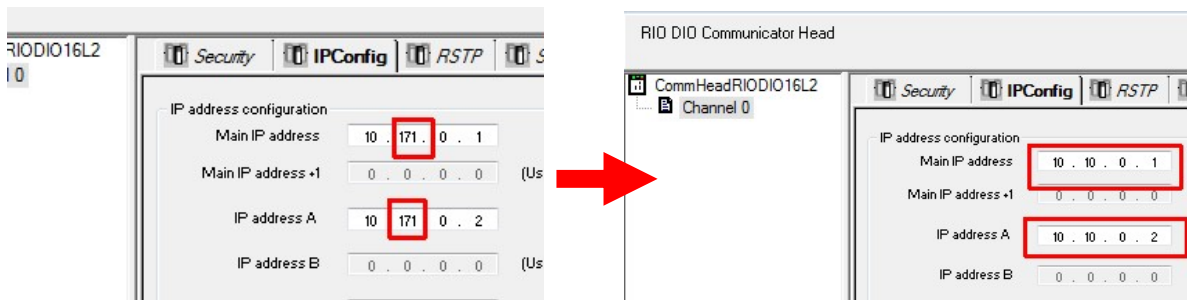 RIODIO16L2
0
Security IPConfig RSTP S
IP address configuration
Main IP address 10 . 171 . 0 . 1
Main IP address +1 0 . 0 . 0 . 0 (Us
IP address A 10 171 0 . 2
IP address B 0 . 0 . 0 . 0 (Us
RIO DIO Communicator Head
CommHeadRIODIO16L2
Channel 0
Security IPConfig RSTP
IP address configuration
Main IP address 10 . 10 . 0 . 1
Main IP address +1 0 . 0 . 0 . 0
IP address A 10 . 10 . 0 . 2
IP address B 0 . 0 . 0 . 0